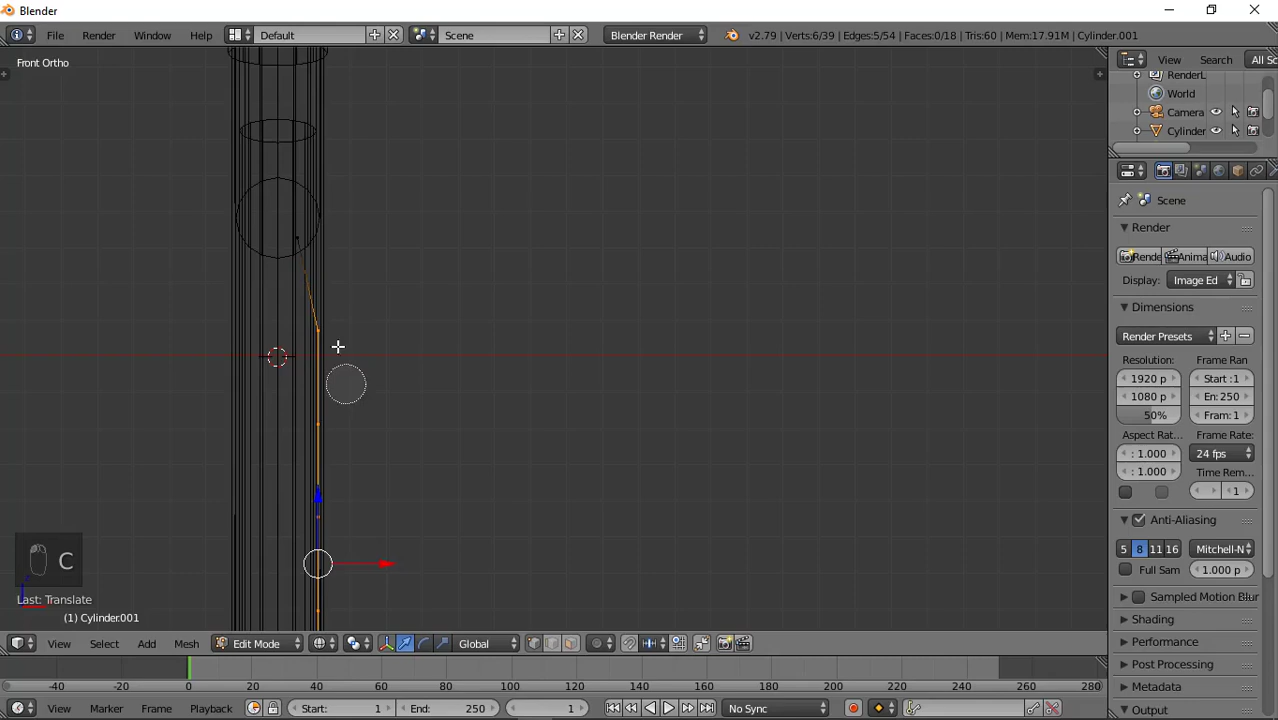 Blender
File Render Window Help Default Scene Blender Render v2.79 | Verts:6/39 | Edges:5/54 | Faces:0/18 | Tris:60 | Mem:17.91M | Cylinder.001
Front Ortho
View Search All Sc
RenderL
World
Camera
Cylinder
Scene
Render
Rende Anima Audio
Display: Image Ed
Dimensions
Render Presets
Resolution: Frame Ran
1920 p Start :1
1080 p En: 250
50% Fram: 1
Aspect Rat... Frame Rate:
: 1.000 24 fps
: 1.000 Time Rem...
1
Anti-Aliasing
5 8 11 16 Mitchell-N
Full Sam 1.000 p
Sampled Motion Blur
Shading
Performance
Post Processing
Metadata
Output
C
Last: Translate
(1) Cylinder.001
View Select Add Mesh Edit Mode Global
-40 -20 0 20 40 60 80 100 120 140 160 180 200 220 240 260 280
View Marker Frame Playback Start: 1 End: 250 1 No Sync